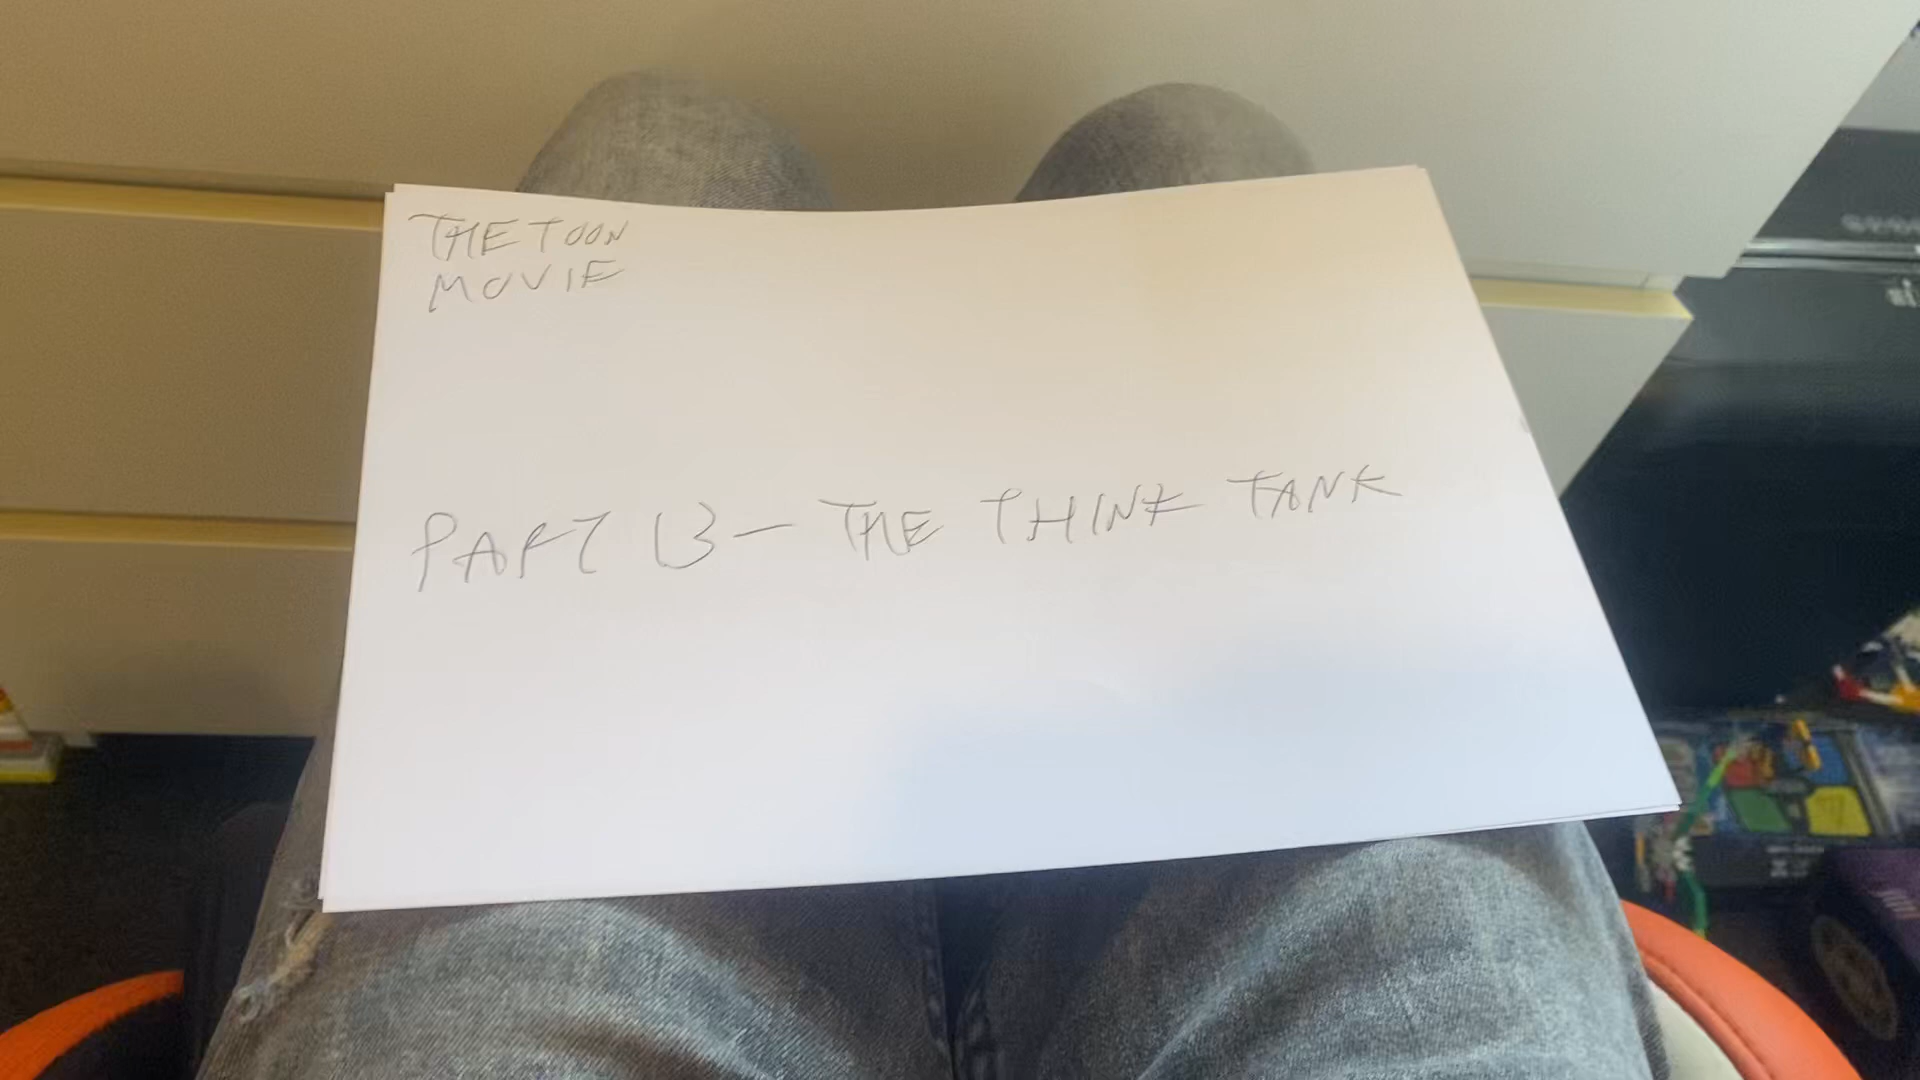 THE TOON
MOVIE
PART 13 - THE THINK TANK